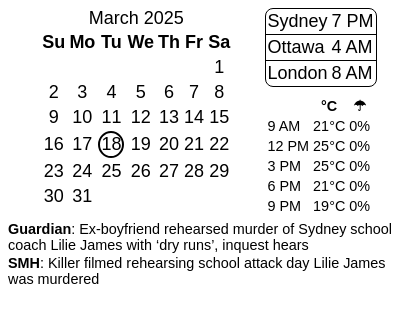 March 2025
Su Mo Tu We Th Fr Sa
1
2 3 4 5 6 7 8
9 10 11 12 13 14 15
16 17 18 19 20 21 22
23 24 25 26 27 28 29
30 31
Sydney 7 PM
Ottawa 4 AM
London 8 AM
°C ☂
9 AM 21°C 0%
12 PM 25°C 0%
3 PM 25°C 0%
6 PM 21°C 0%
9 PM 19°C 0%
Guardian: Ex-boyfriend rehearsed murder of Sydney school
coach Lilie James with ‘dry runs’, inquest hears
SMH: Killer filmed rehearsing school attack day Lilie James
was murdered